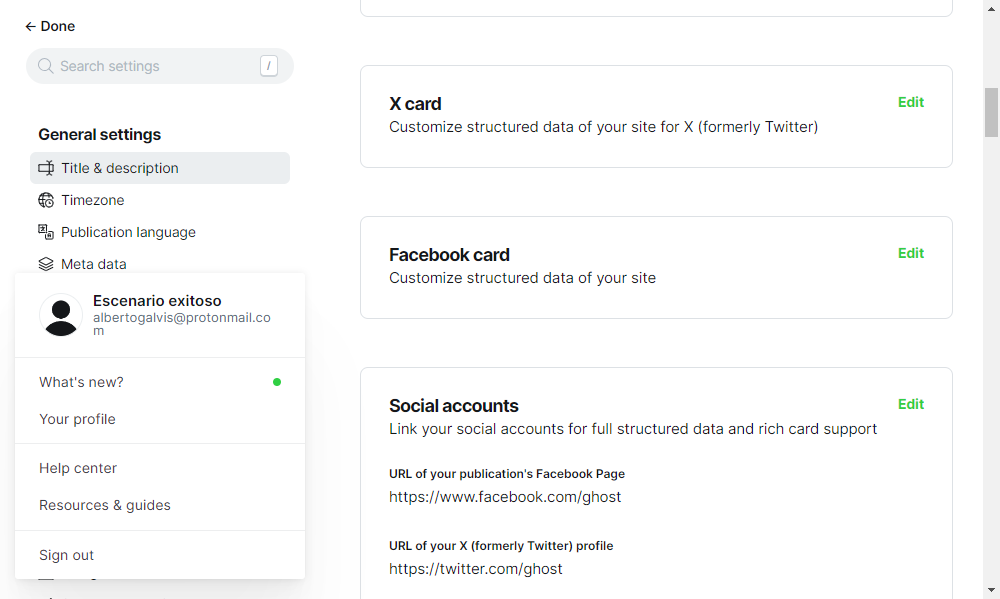 Done
Search settings
/
General settings
Title & description
Timezone
Publication language
Meta data
Escenario exitoso
albertogalvis@protonmail.co
m
What's new?
Your profile
Help center
Resources & guides
Sign out
X card
Edit
Customize structured data of your site for X (formerly Twitter)
Facebook card
Edit
Customize structured data of your site
Social accounts
Edit
Link your social accounts for full structured data and rich card support
URL of your publication's Facebook Page
https://www.facebook.com/ghost
URL of your X (formerly Twitter) profile
https://twitter.com/ghost